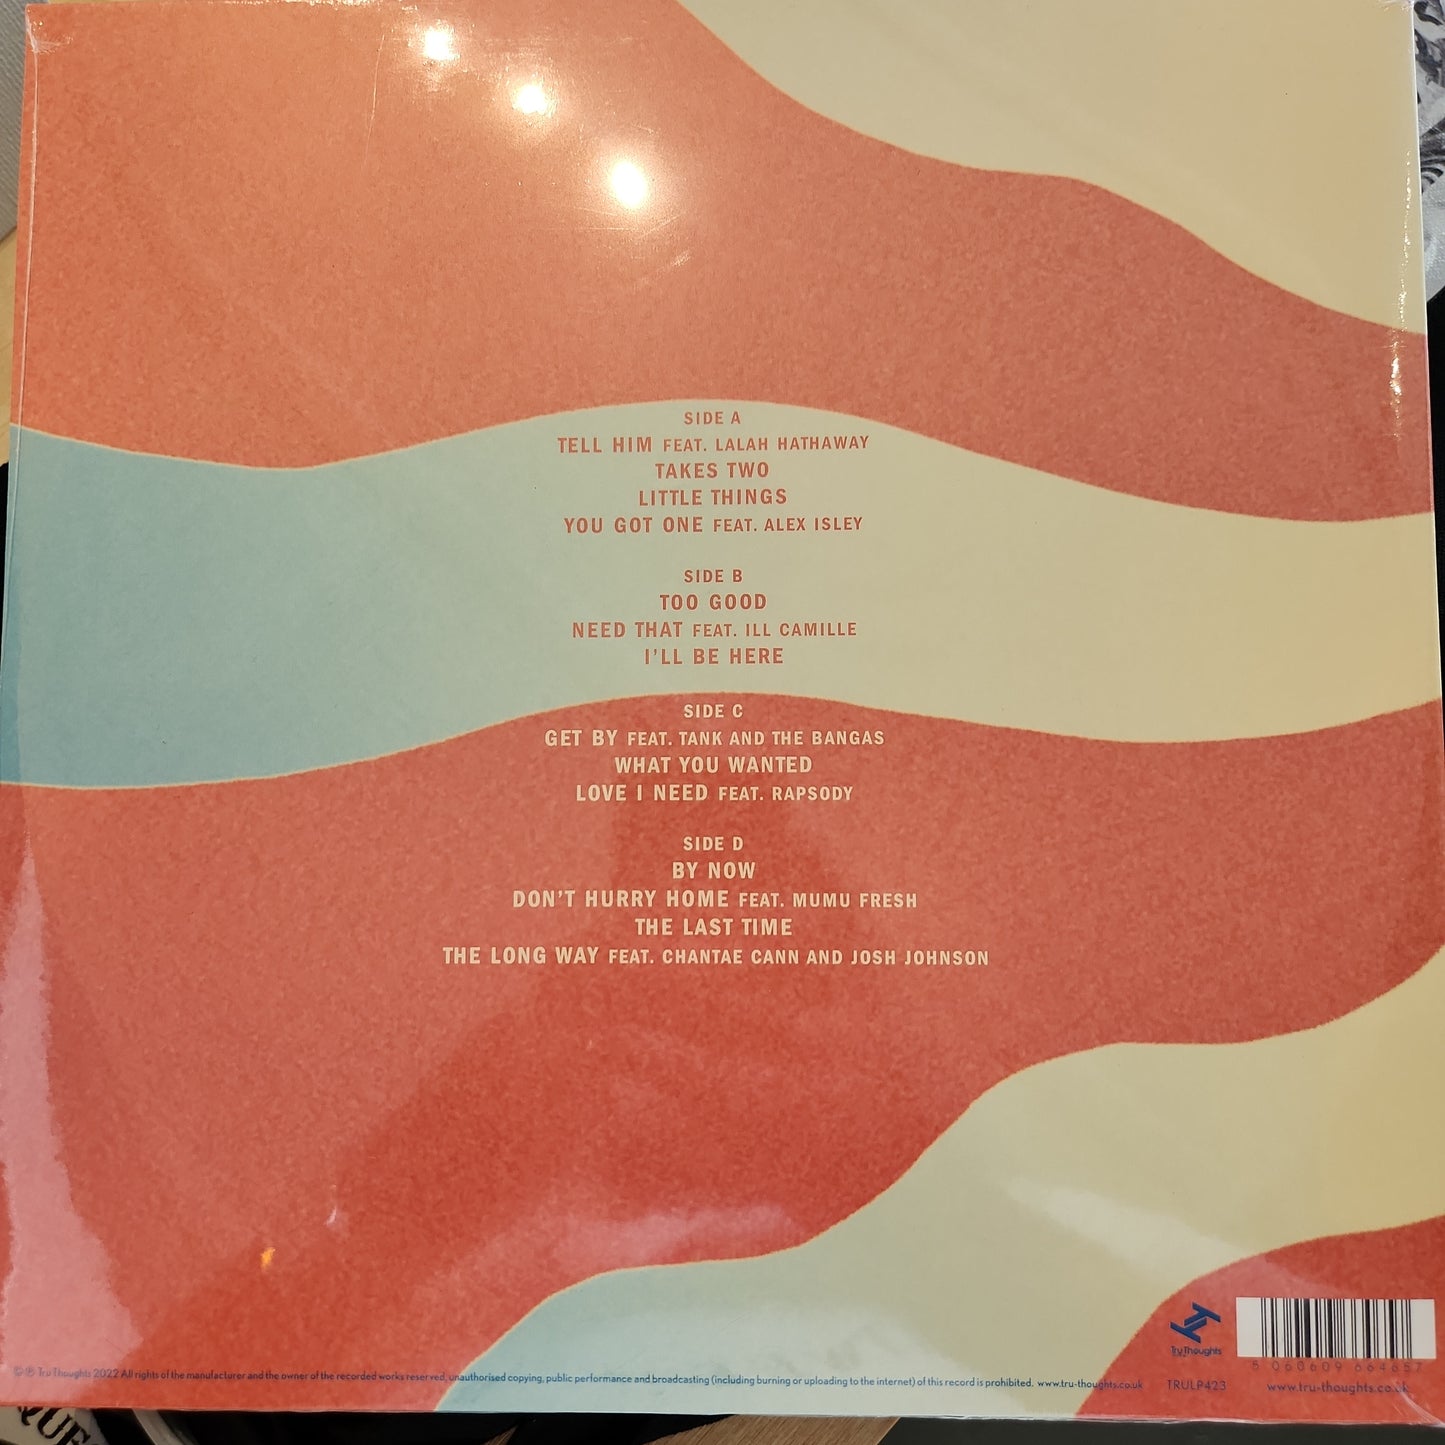 SIDE A
TELL HIM FEAT. LALAH HATHAWAY
TAKES TWO
LITTLE THINGS
YOU GOT ONE FEAT. ALEX ISLEY
SIDE B
TOO GOOD
NEED THAT FEAT. ILL CAMILLE
I'LL BE HERE
SIDE C
GET BY FEAT. TANK AND THE BANGAS
WHAT YOU WANTED
LOVE I NEED FEAT. RAPSODY
SIDE D
BY NOW
DON'T HURRY HOME FEAT. MUMU FRESH
THE LAST TIME
THE LONG WAY FEAT. CHANTAE CANN AND JOSH JOHNSON
Tru Thoughts
5 060609 664657
©℗ Tru Thoughts 2022 All rights of the manufacturer and the owner of the recorded works reserved, unauthorised copying, public performance and broadcasting (including burning or uploading to the internet) of this record is prohibited. www.tru-thoughts.co.uk
TRULP423
www.tru-thoughts.co.uk